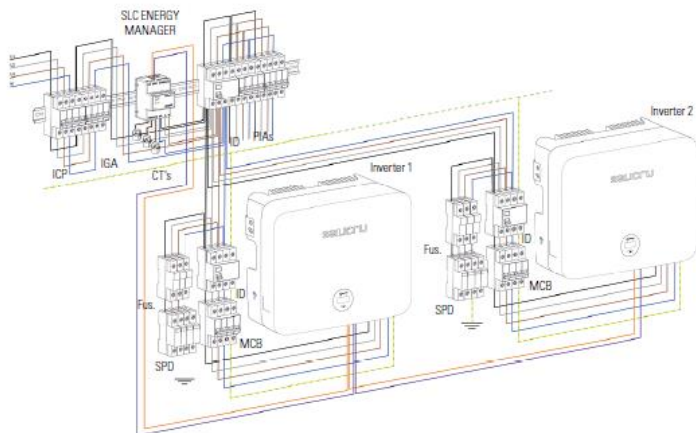 SLC ENERGY
MANAGER
ICP
IGA
CT's
ID
PIAs
Inverter 1
Inverter 2
Fus.
SPD
ID
MCB
Fus.
SPD
ID
MCB
salicru